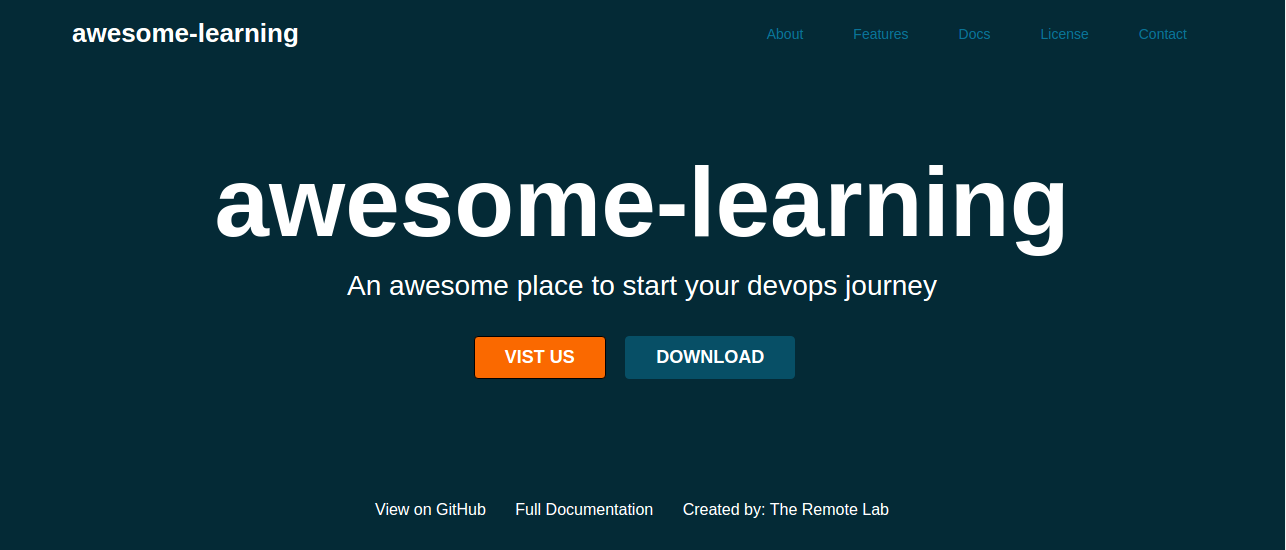 awesome-learning
About Features Docs License Contact
awesome-learning
An awesome place to start your devops journey
VIST US DOWNLOAD
View on GitHub Full Documentation Created by: The Remote Lab